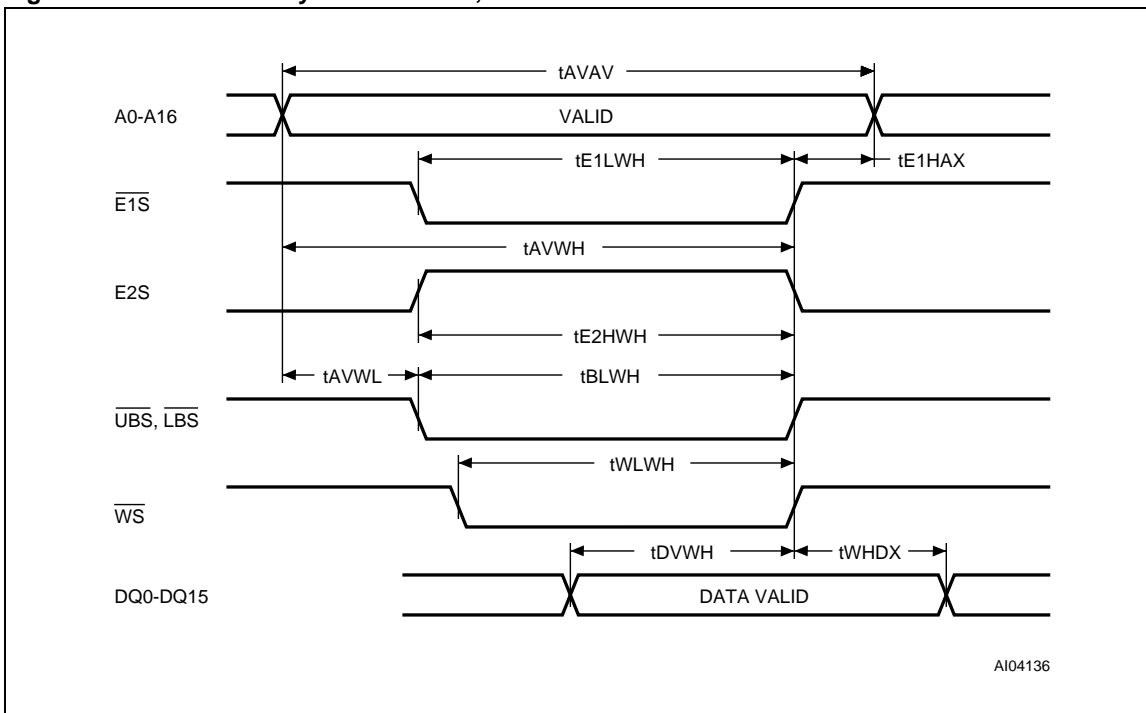 tAVAV
A0-A16
VALID
tE1LWH
tE1HAX
E1S
tAVWH
E2S
tE2HWH
tAVWL
tBLWH
UBS, LBS
tWLWH
WS
tDVWH
tWHDX
DQ0-DQ15
DATA VALID
AI04136